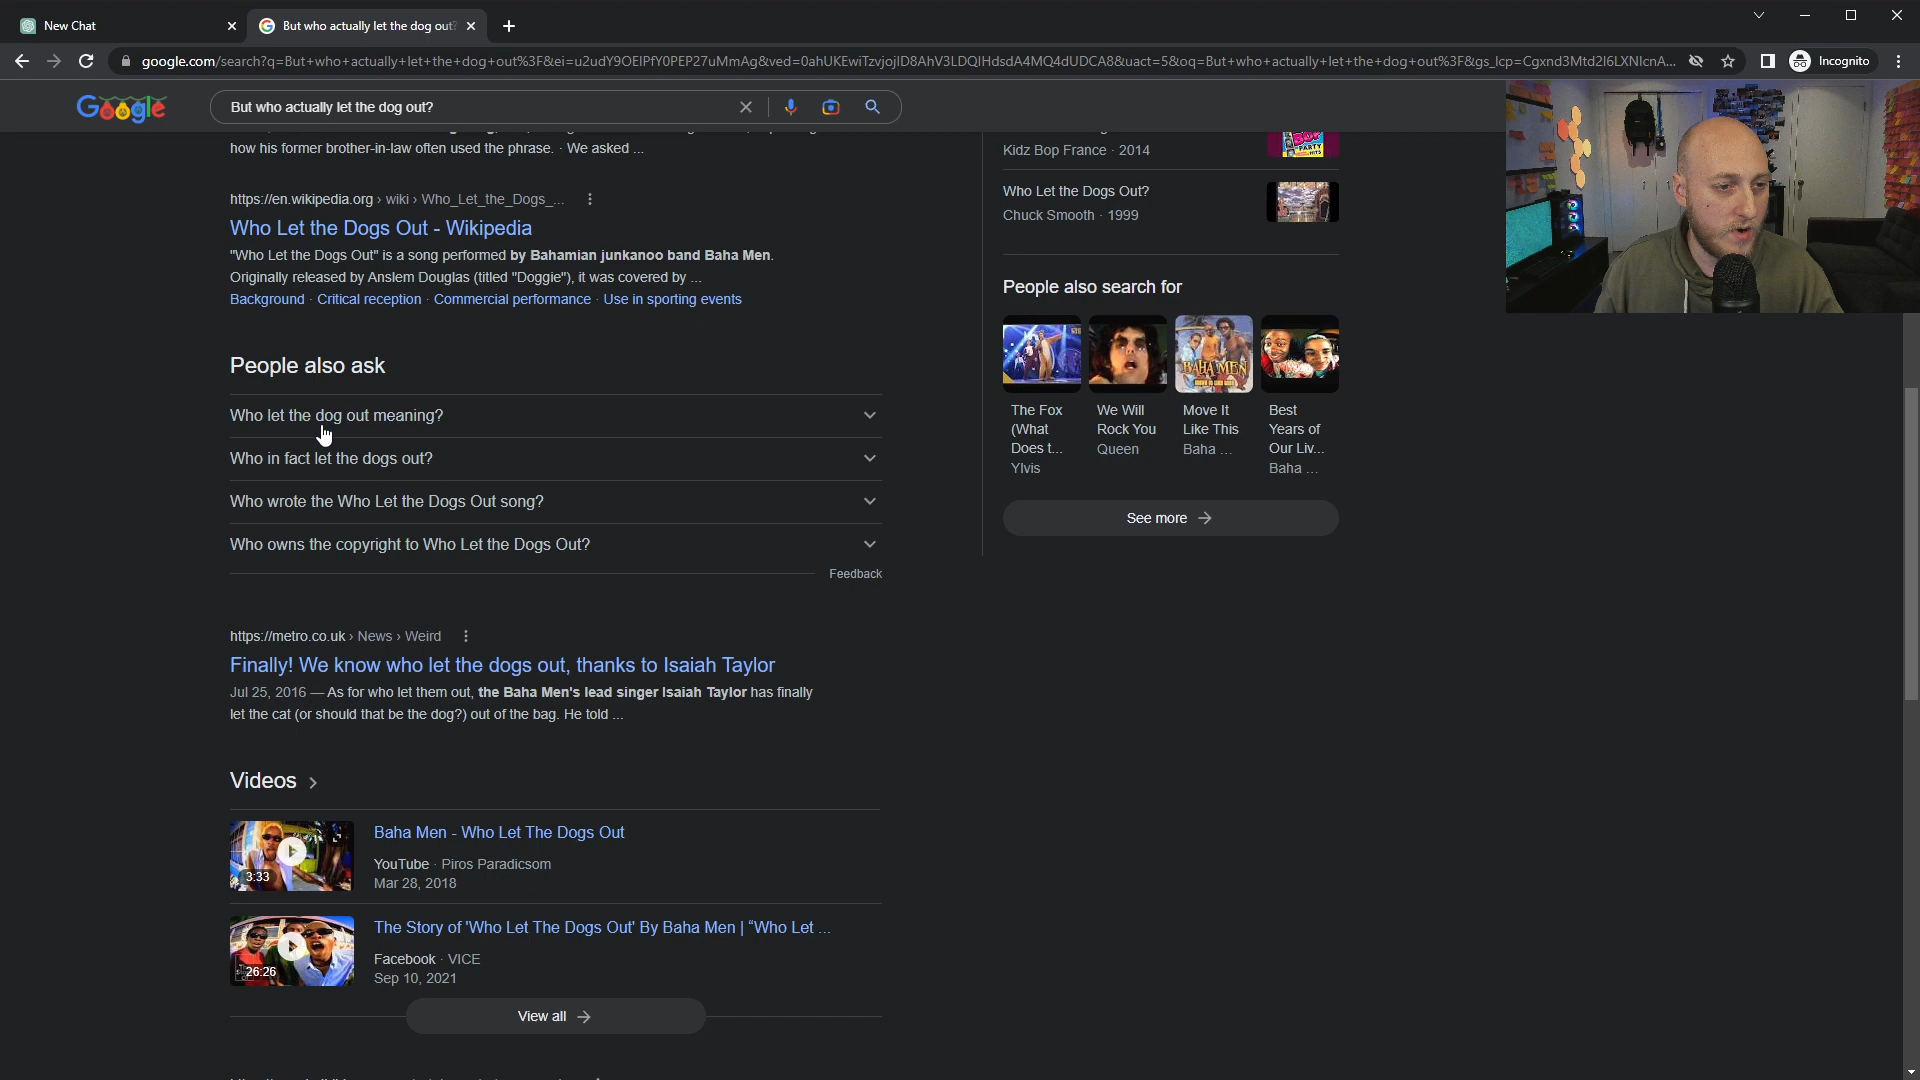 New Chat
But who actually let the dog out?
google.com/search?q=But+who+actually+let+the+dog+out%3F&ei=u2udY9OEIPfY0PEP27uMmAg&ved=0ahUKEwiTzvjojID8AhV3LDQIHdsdA4MQ4dUDCA8&uact=5&oq=But+who+actually+let+the+dog+out%3F&gs_lcp=Cgxnd3Mtd2l6LXNlcnA...
Incognito
Google
But who actually let the dog out?
how his former brother-in-law often used the phrase. · We asked ...
https://en.wikipedia.org › wiki › Who_Let_the_Dogs_...
Who Let the Dogs Out - Wikipedia
"Who Let the Dogs Out" is a song performed by Bahamian junkanoo band Baha Men.
Originally released by Anslem Douglas (titled "Doggie"), it was covered by ...
Background · Critical reception · Commercial performance · Use in sporting events
People also ask
Who let the dog out meaning?
Who in fact let the dogs out?
Who wrote the Who Let the Dogs Out song?
Who owns the copyright to Who Let the Dogs Out?
Feedback
https://metro.co.uk › News › Weird
Finally! We know who let the dogs out, thanks to Isaiah Taylor
Jul 25, 2016 — As for who let them out, the Baha Men's lead singer Isaiah Taylor has finally
let the cat (or should that be the dog?) out of the bag. He told ...
Videos
3:33
Baha Men - Who Let The Dogs Out
YouTube · Piros Paradicsom
Mar 28, 2018
26:26
The Story of 'Who Let The Dogs Out' By Baha Men | “Who Let ...
Facebook · VICE
Sep 10, 2021
View all
Kidz Bop France · 2014
PARTY
HITS
Who Let the Dogs Out?
Chuck Smooth · 1999
People also search for
BAHA MEN
The Fox
(What
Does t...
Ylvis
We Will
Rock You
Queen
Move It
Like This
Baha ...
Best
Years of
Our Liv...
Baha ...
See more